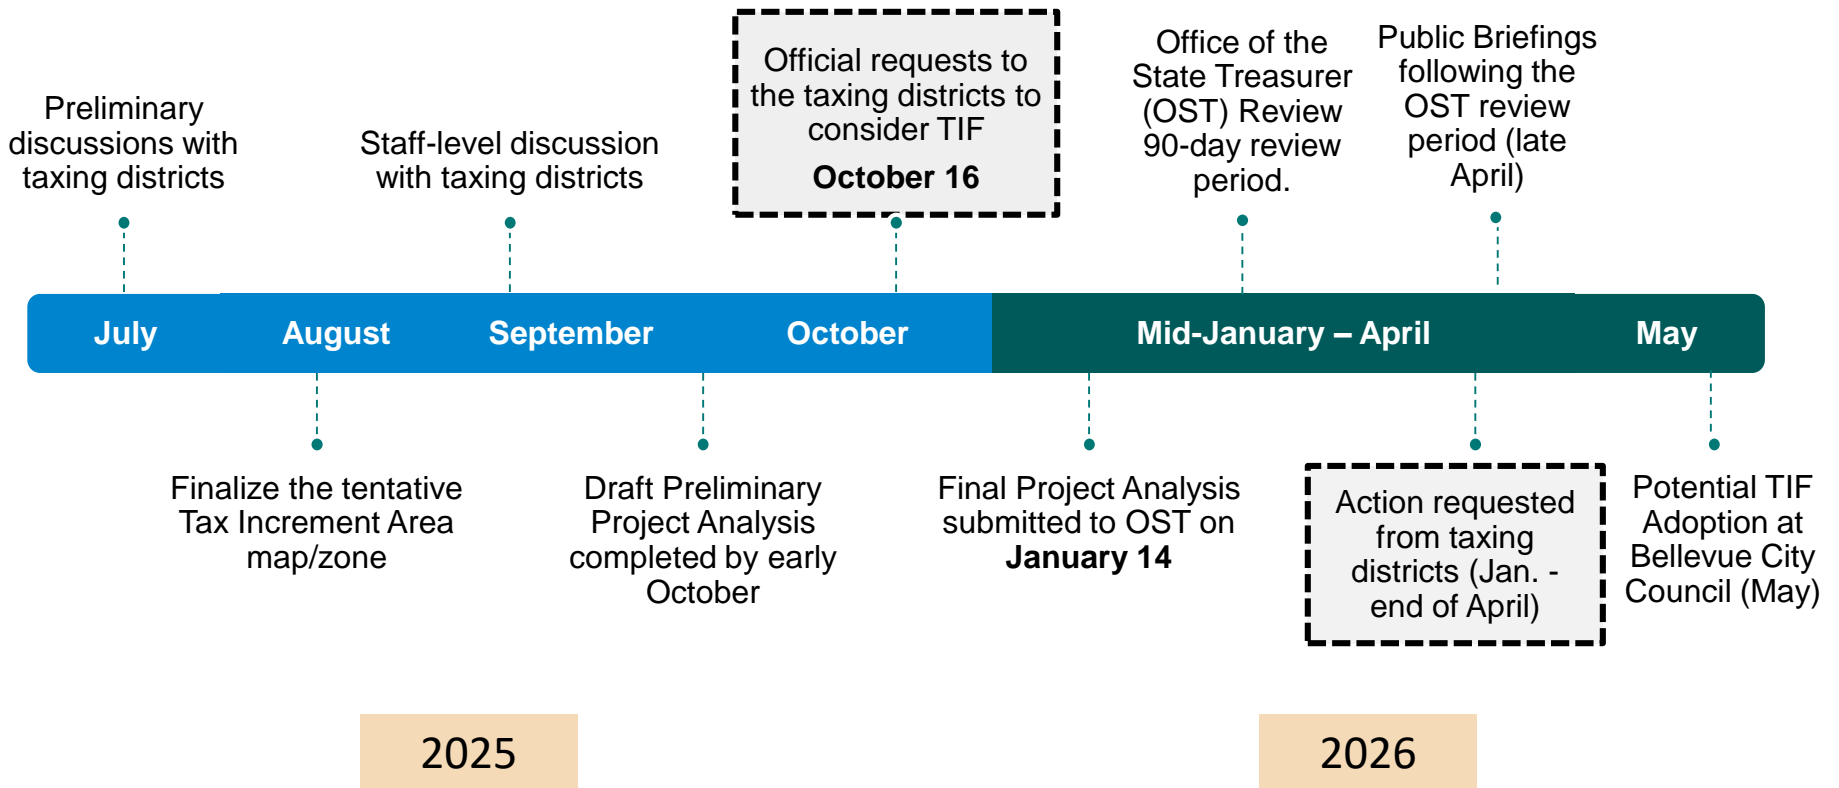 Preliminary
discussions with
taxing districts
Staff-level discussion
with taxing districts
Official requests to
the taxing districts to
consider TIF
October 16
Office of the
State Treasurer
(OST) Review
90-day review
period.
Public Briefings
following the
OST review
period (late
April)
July
August
September
October
Mid-January – April
May
Finalize the tentative
Tax Increment Area
map/zone
Draft Preliminary
Project Analysis
completed by early
October
Final Project Analysis
submitted to OST on
January 14
Action requested
from taxing
districts (Jan. -
end of April)
Potential TIF
Adoption at
Bellevue City
Council (May)
2025
2026